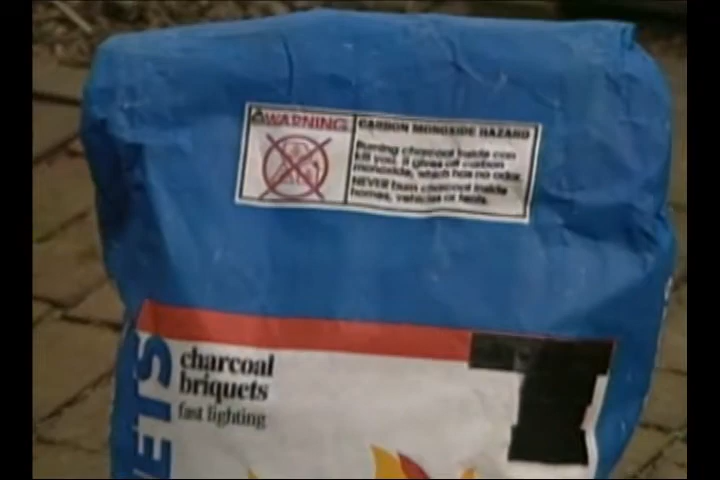 WARNING
CARBON MONOXIDE HAZARD
Burning charcoal inside can
kill you. It gives off carbon
monoxide, which has no odor.
NEVER burn charcoal inside
homes, vehicles or tents.
charcoal
briquets
fast lighting
ETS